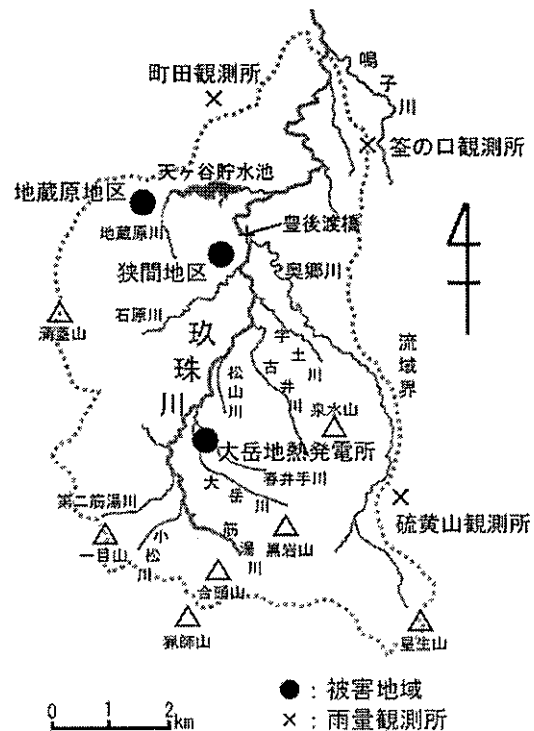 鳴子川
町田観測所
筌の口観測所
天ヶ谷貯水池
地蔵原地区
地蔵原川
豊後渡橋
狭間地区
奥郷川
石原川
涌蓋山
玖珠川
宇土川
古井川
松山川
泉水山
流域界
大岳地熱発電所
春井手川
大岳川
第二筋湯川
硫黄山観測所
一目山
小松川
筋湯川
黒岩山
合頭山
猟師山
星生山
●:被害地域
×:雨量観測所
0 1 2 km